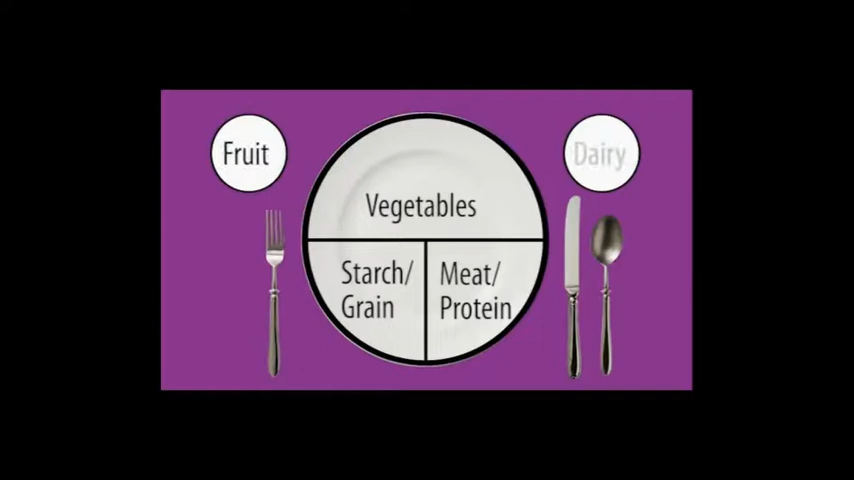 Fruit
Dairy
Vegetables
Starch/
Grain
Meat/
Protein